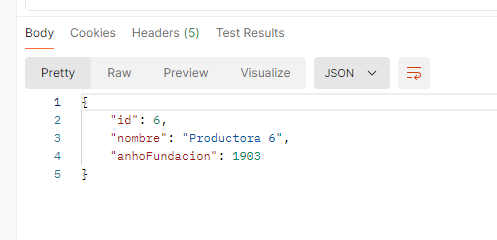 Body Cookies Headers (5) Test Results
Pretty Raw Preview Visualize JSON
1 {
2 "id": 6,
3 "nombre": "Productora 6",
4 "anhoFundacion": 1903
5 }